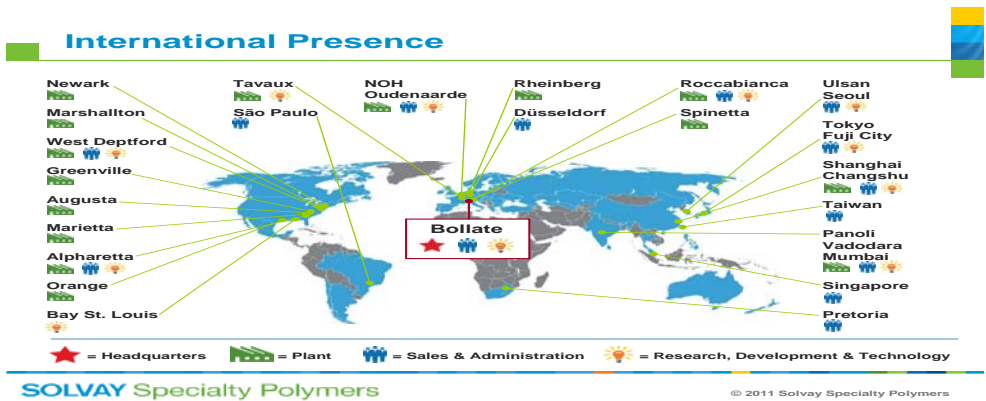 International Presence
Newark
Marshallton
West Deptford
Greenville
Augusta
Marietta
Alpharetta
Orange
Bay St. Louis
Tavaux
São Paulo
NOH
Oudenaarde
Rheinberg
Düsseldorf
Roccabianca
Spinetta
Ulsan
Seoul
Tokyo
Fuji City
Shanghai
Changshu
Taiwan
Panoli
Vadodara
Mumbai
Singapore
Pretoria
Bollate
= Headquarters
= Plant
= Sales & Administration
= Research, Development & Technology
SOLVAY Specialty Polymers
© 2011 Solvay Specialty Polymers